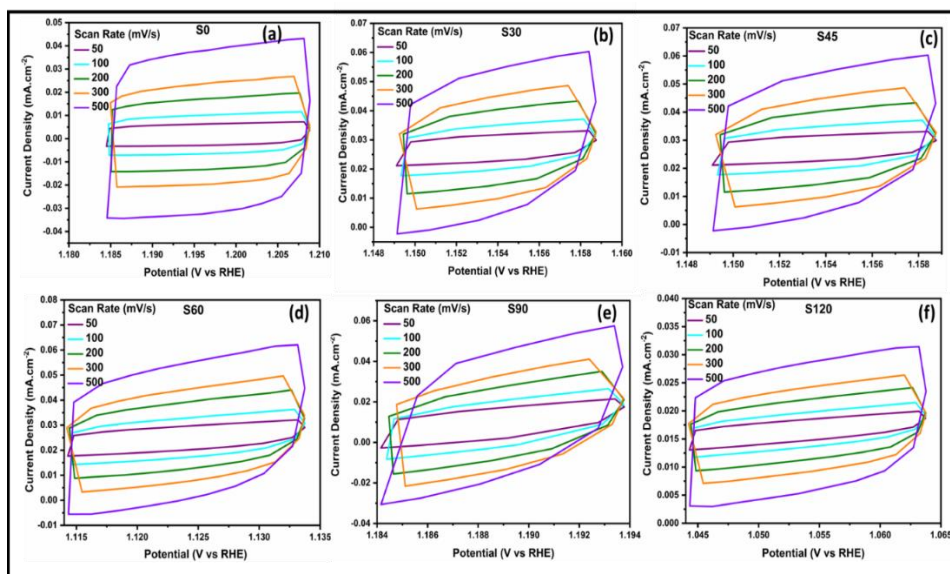 S0
(a)
Scan Rate (mV/s)
50
100
200
300
500
0.05
0.04
0.03
0.02
0.01
0.00
-0.01
-0.02
-0.03
-0.04
1.180 1.185 1.190 1.195 1.200 1.205 1.210
Current Density (mA.cm⁻²)
Potential (V vs RHE)
S30
(b)
Scan Rate (mV/s)
50
100
200
300
500
0.08
0.06
0.04
0.02
0.00
1.148 1.150 1.152 1.154 1.156 1.158 1.160
Current Density (mA.cm⁻²)
Potential (V vs RHE)
S45
(c)
Scan Rate (mV/s)
50
100
200
300
500
0.07
0.06
0.05
0.04
0.03
0.02
0.01
0.00
-0.01
1.148 1.150 1.152 1.154 1.156 1.158
Current Density (mA.cm⁻²)
Potential (V vs RHE)
S60
(d)
Scan Rate (mV/s)
50
100
200
300
500
0.08
0.07
0.06
0.05
0.04
0.03
0.02
0.01
0.00
-0.01
1.115 1.120 1.125 1.130 1.135
Current Density (mA.cm⁻²)
Potential (V vs RHE)
S90
(e)
Scan Rate (mV/s)
50
100
200
300
500
0.06
0.04
0.02
0.00
-0.02
-0.04
1.184 1.186 1.188 1.190 1.192 1.194
Current Density (mA.cm⁻²)
Potential (V vs RHE)
S120
(f)
Scan Rate (mV/s)
50
100
200
300
500
0.040
0.035
0.030
0.025
0.020
0.015
0.010
0.005
0.000
1.045 1.050 1.055 1.060 1.065
Current Density (mA.cm⁻²)
Potential (V vs RHE)